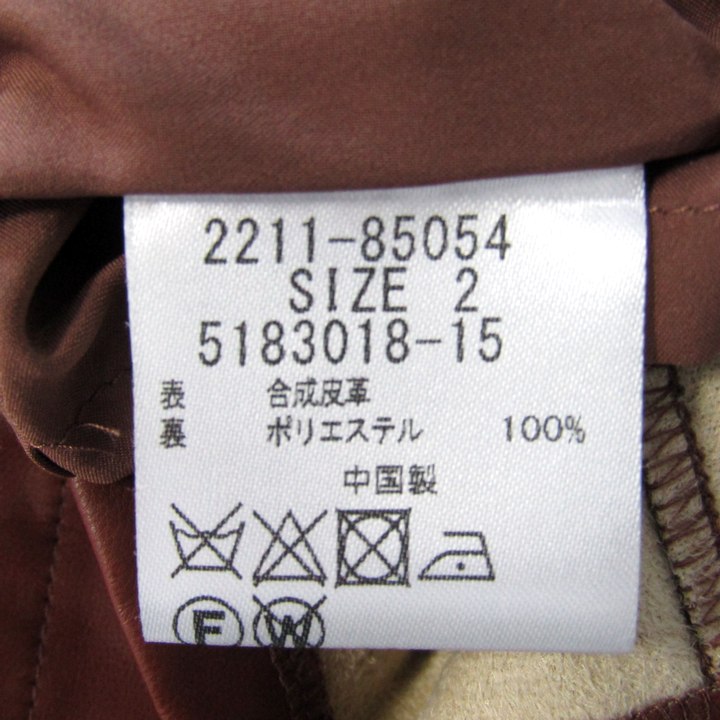 2211-85054
SIZE 2
5183018-15
表 合成皮革
裏 ポリエステル 100%
中国製
F W